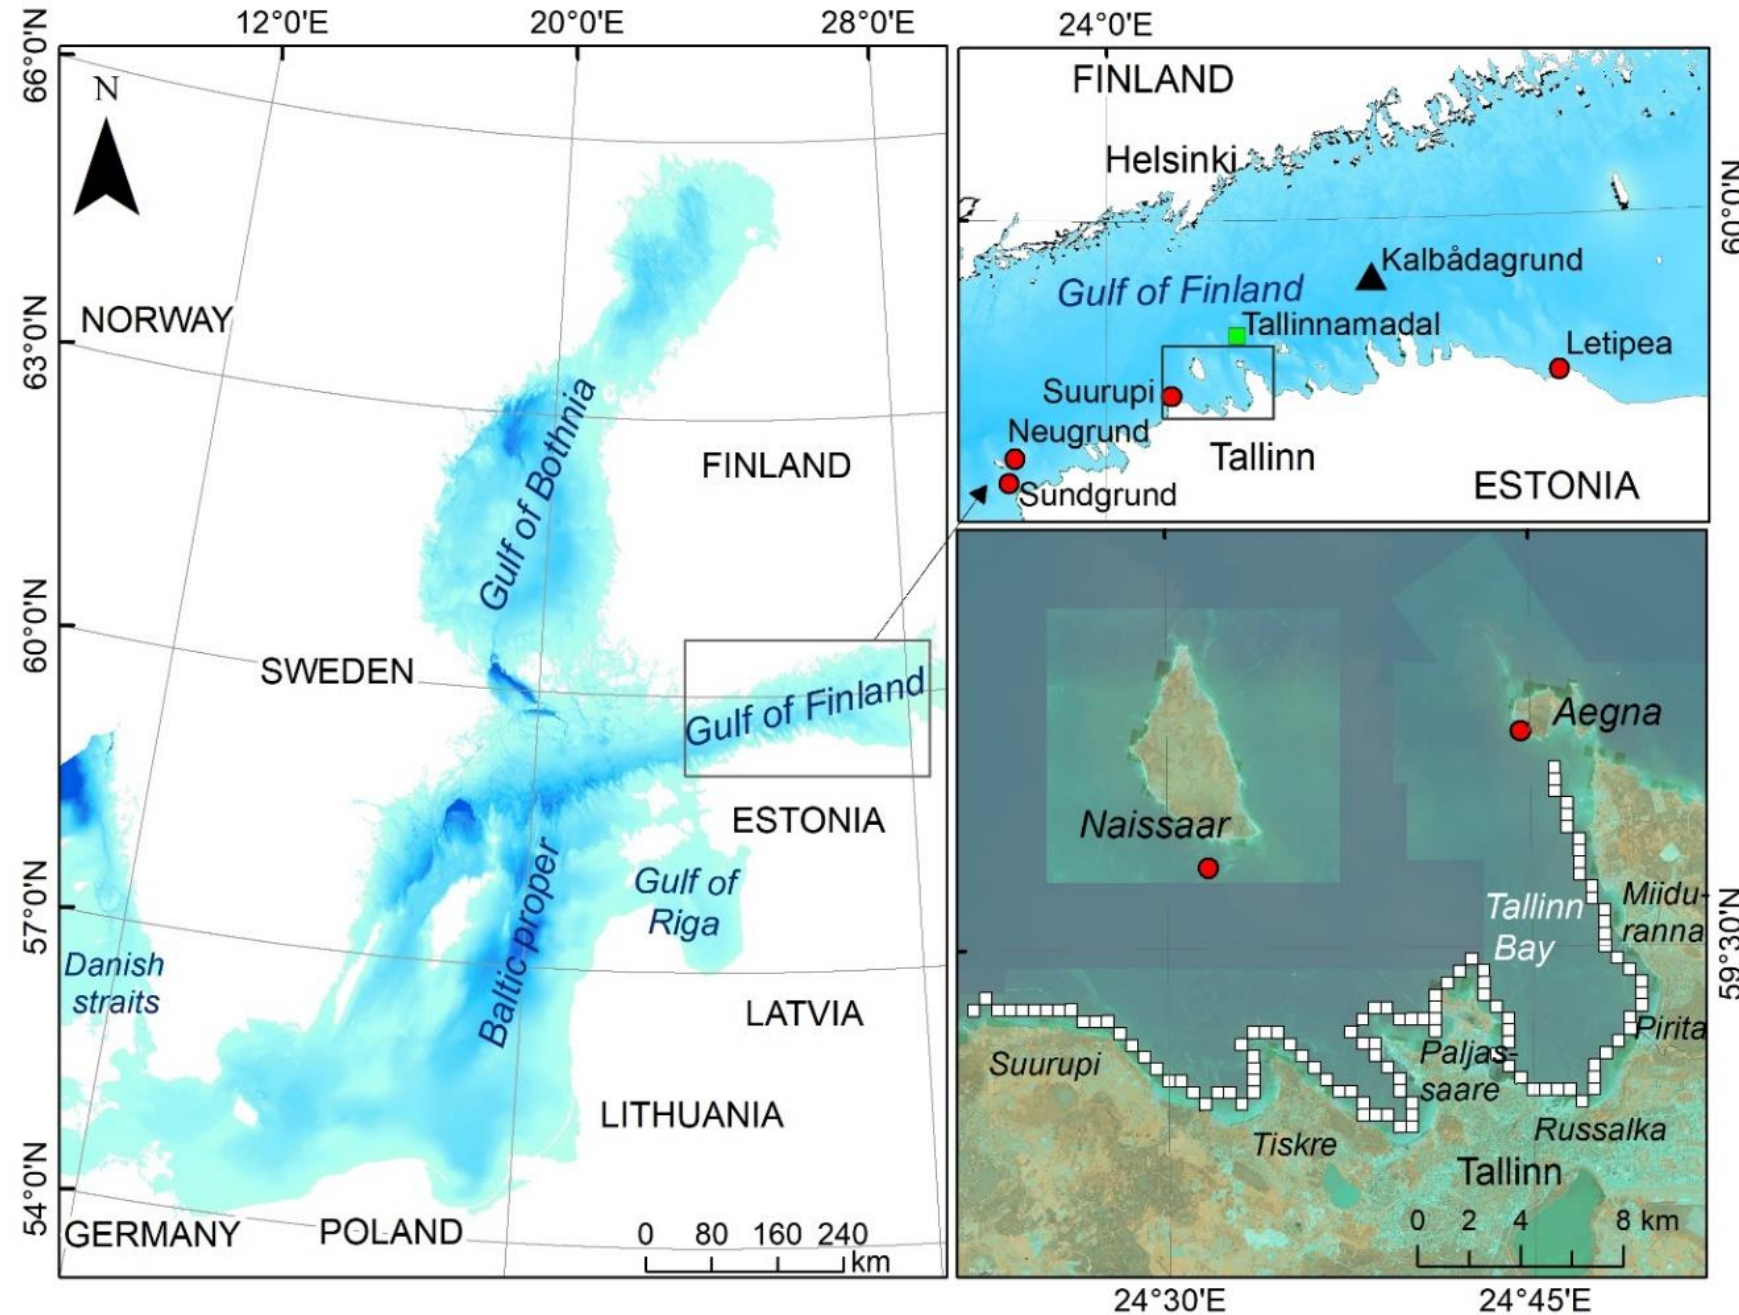 12°0'E
20°0'E
28°0'E
66°0'N
63°0'N
60°0'N
57°0'N
54°0'N
N
NORWAY
SWEDEN
FINLAND
Gulf of Bothnia
Gulf of Finland
ESTONIA
Gulf of
Riga
Baltic proper
Danish
straits
LATVIA
LITHUANIA
GERMANY
POLAND
0 80 160 240
km
24°0'E
60°0'N
FINLAND
Helsinki
Kalbådagrund
Gulf of Finland
Tallinnamadal
Letipea
Suurupi
Neugrund
Tallinn
Sundgrund
ESTONIA
Aegna
Naissaar
Tallinn
Bay
Miidu-
ranna
59°30'N
Pirita
Suurupi
Paljas-
saare
Tiskre
Russalka
Tallinn
0 2 4 8 km
24°30'E
24°45'E